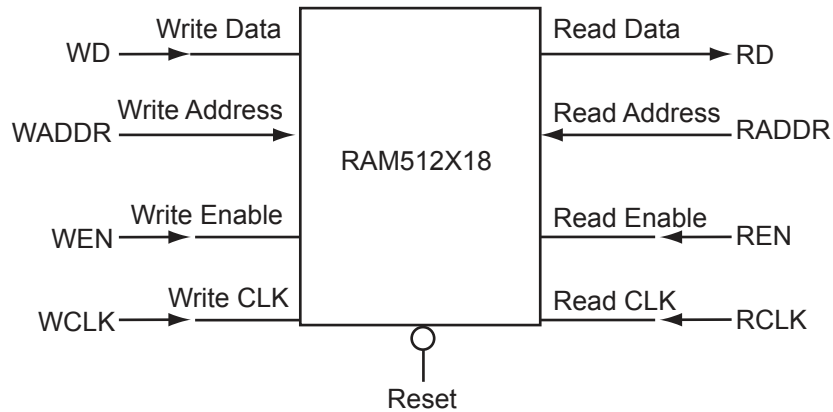 WD Write Data Read Data RD
WADDR Write Address Read Address RADDR
RAM512X18
WEN Write Enable Read Enable REN
WCLK Write CLK Read CLK RCLK
Reset